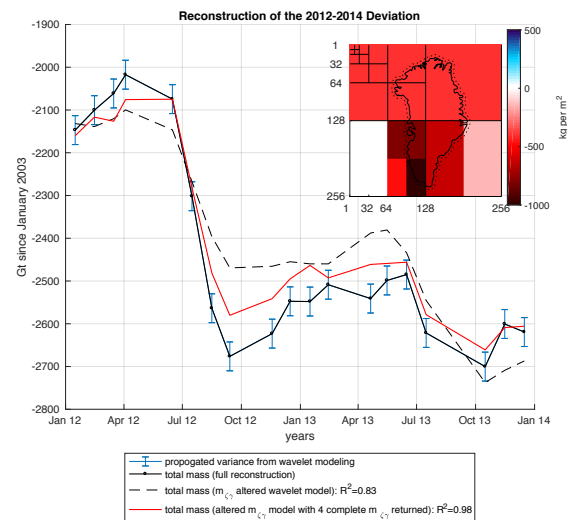 Reconstruction of the 2012-2014 Deviation
-1900
-2000
-2100
-2200
-2300
-2400
-2500
-2600
-2700
-2800
Gt since January 2003
Jan 12
Apr 12
Jul 12
Oct 12
Jan 13
Apr 13
Jul 13
Oct 13
Jan 14
years
1
32
64
128
256
1
32
64
128
256
500
0
-500
-1000
kg per m²
propogated variance from wavelet modeling
total mass (full reconstruction)
total mass (m_ζγ altered wavelet model): R²=0.83
total mass (altered m_ζγ model with 4 complete m_ζγ returned): R²=0.98